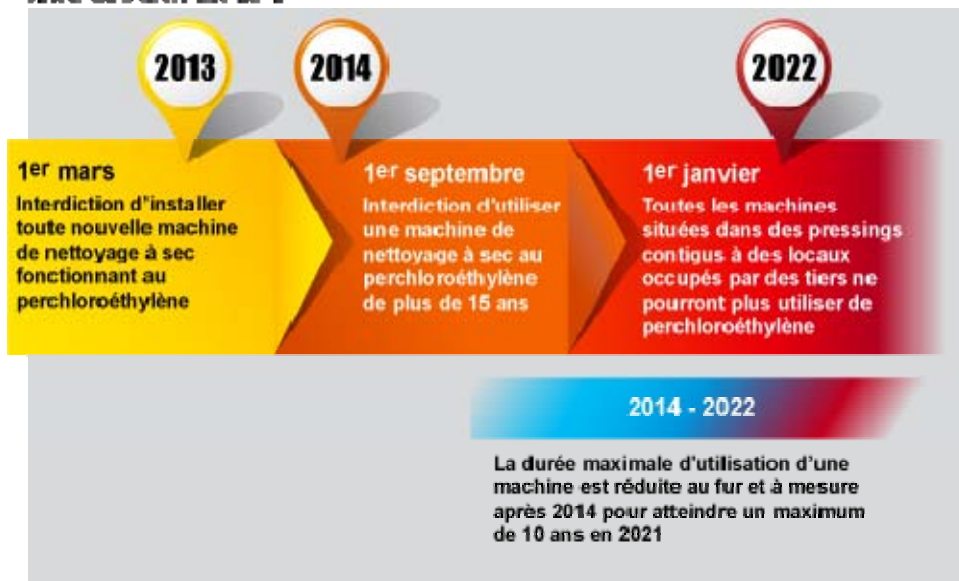 2013
2014
2022
1er mars
Interdiction d'installer
toute nouvelle machine
de nettoyage à sec
fonctionnant au
perchloroéthylène
1er septembre
Interdiction d'utiliser
une machine de
nettoyage à sec au
perchloroéthylène
de plus de 15 ans
1er janvier
Toutes les machines
situées dans des pressings
contigus à des locaux
occupés par des tiers ne
pourront plus utiliser de
perchloroéthylène
2014 - 2022
La durée maximale d'utilisation d'une
machine est réduite au fur et à mesure
après 2014 pour atteindre un maximum
de 10 ans en 2021